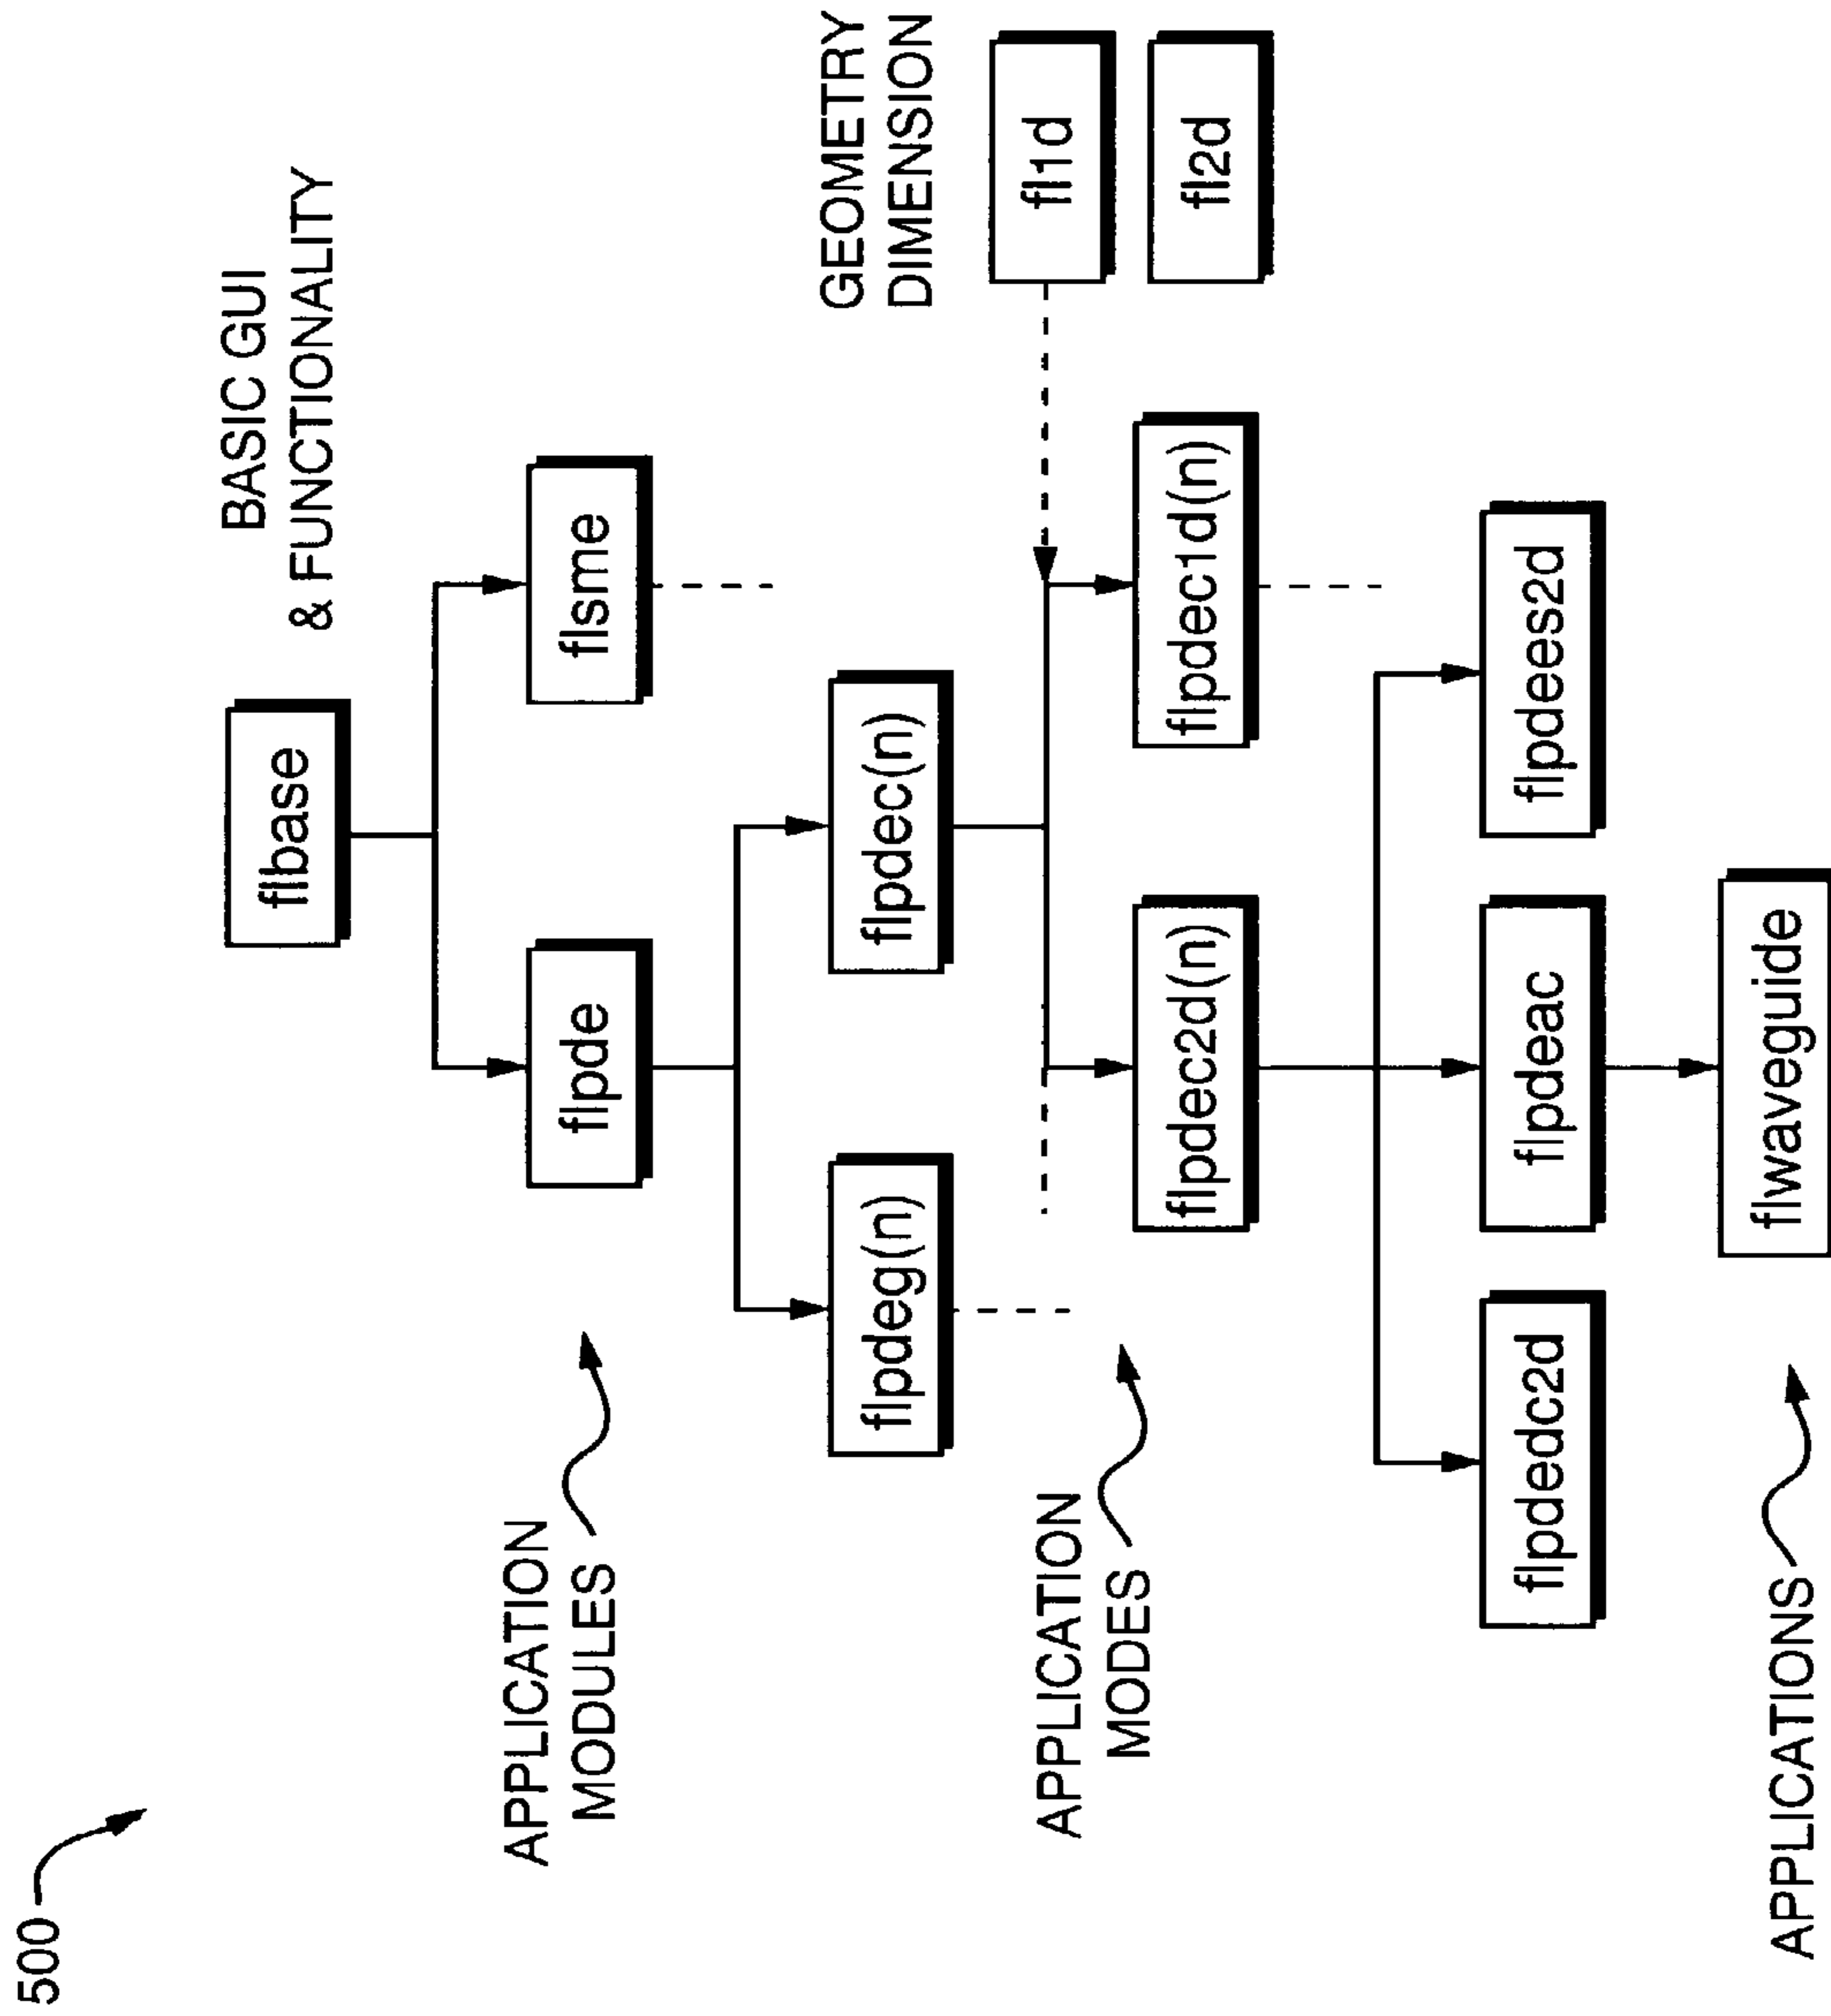 500
BASIC GUI
& FUNCTIONALITY
flbase
APPLICATION
MODULES
flpde
flsme
flpdeg(n)
flpdec(n)
GEOMETRY
DIMENSION
fl1d
fl2d
APPLICATION
MODES
flpdec2d(n)
flpdec1d(n)
flpdedc2d
flpdeac
flpdees2d
APPLICATIONS
flwaveguide